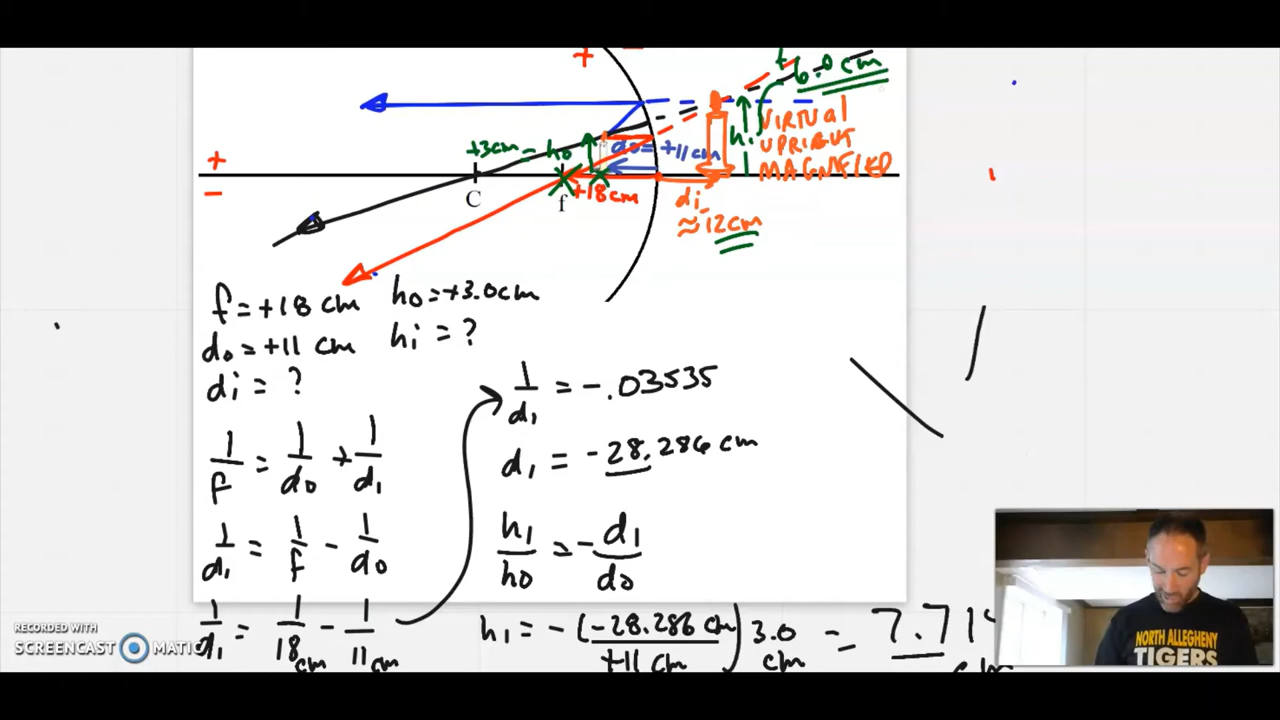 + −
6.0 cm
VIRTUAL
UPRIGHT
MAGNIFIED
+3cm = ho
do = +11 cm
hi
+
−
C
f
+18cm
di
≈ 12cm
f = +18 cm ho = +3.0cm
do = +11 cm hi = ?
di = ?
1/di = -.03535
di = -28.286 cm
1/f = 1/do + 1/di
hi/ho = - di/do
1/di = 1/f - 1/do
1/di = 1/18cm - 1/11cm
hi = - (-28.286 cm / +11 cm) 3.0 cm = 7.71 cm
RECORDED WITH
SCREENCAST MATIC
NORTH ALLEGHENY
TIGERS